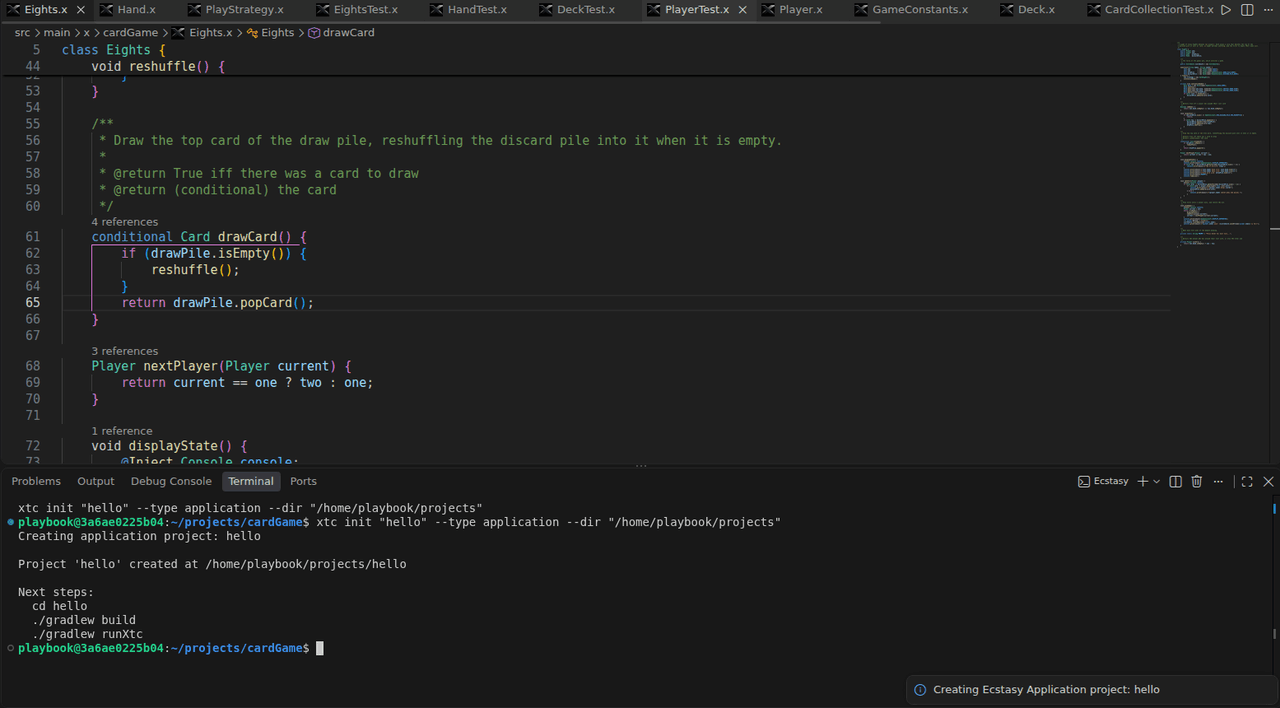 Eights.x Hand.x PlayStrategy.x EightsTest.x HandTest.x DeckTest.x PlayerTest.x Player.x GameConstants.x Deck.x CardCollectionTest.x
src > main > x > cardGame > Eights.x > Eights > drawCard
5 class Eights {
44 void reshuffle() {
52 }
53 }
54
55 /**
56 * Draw the top card of the draw pile, reshuffling the discard pile into it when it is empty.
57 *
58 * @return True iff there was a card to draw
59 * @return (conditional) the card
60 */
4 references
61 conditional Card drawCard() {
62 if (drawPile.isEmpty()) {
63 reshuffle();
64 }
65 return drawPile.popCard();
66 }
67
3 references
68 Player nextPlayer(Player current) {
69 return current == one ? two : one;
70 }
71
1 reference
72 void displayState() {
73 @Inject Console console;
Problems Output Debug Console Terminal Ports Ecstasy
xtc init "hello" --type application --dir "/home/playbook/projects"
playbook@3a6ae0225b04:~/projects/cardGame$ xtc init "hello" --type application --dir "/home/playbook/projects"
Creating application project: hello
Project 'hello' created at /home/playbook/projects/hello
Next steps:
cd hello
./gradlew build
./gradlew runXtc
playbook@3a6ae0225b04:~/projects/cardGame$
Creating Ecstasy Application project: hello